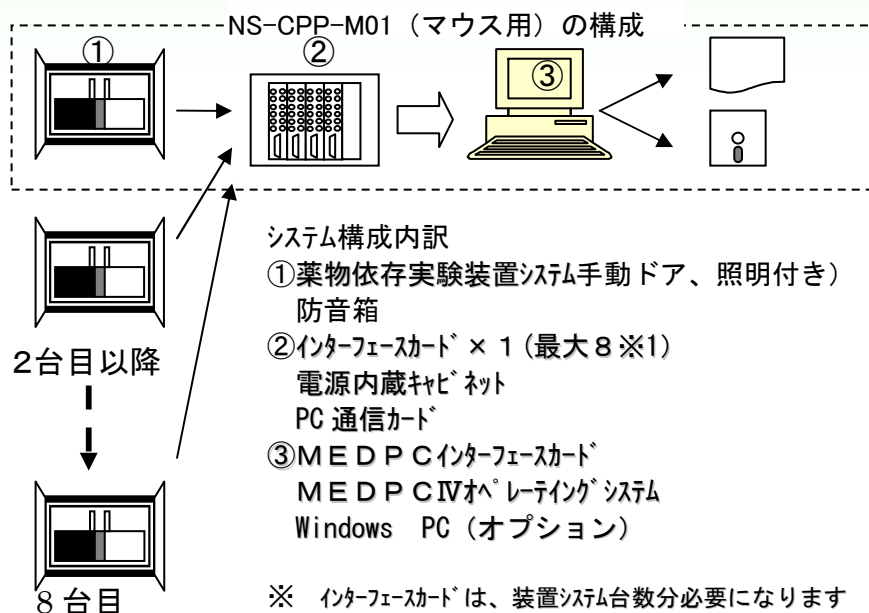 NS-CPP-M01（マウス用）の構成
① ② ③
システム構成内訳
①薬物依存実験装置ｼｽﾃﾑ手動ドア、照明付き）
防音箱
②ｲﾝﾀｰﾌｪｰｽｶｰﾄﾞ × 1 (最大８※1)
電源内蔵ｷｬﾋﾞﾈｯﾄ
PC 通信ｶｰﾄﾞ
③ＭＥＤＰＣｲﾝﾀｰﾌｪｰｽｶｰﾄﾞ
ＭＥＤＰＣⅣｵﾍﾟﾚｰﾃｲﾝｸﾞｼｽﾃﾑ
Windows　PC（オプション）
※　ｲﾝﾀｰﾌｪｰｽｶｰﾄﾞは、装置ｼｽﾃﾑ台数分必要になります
２台目以降
8 台目